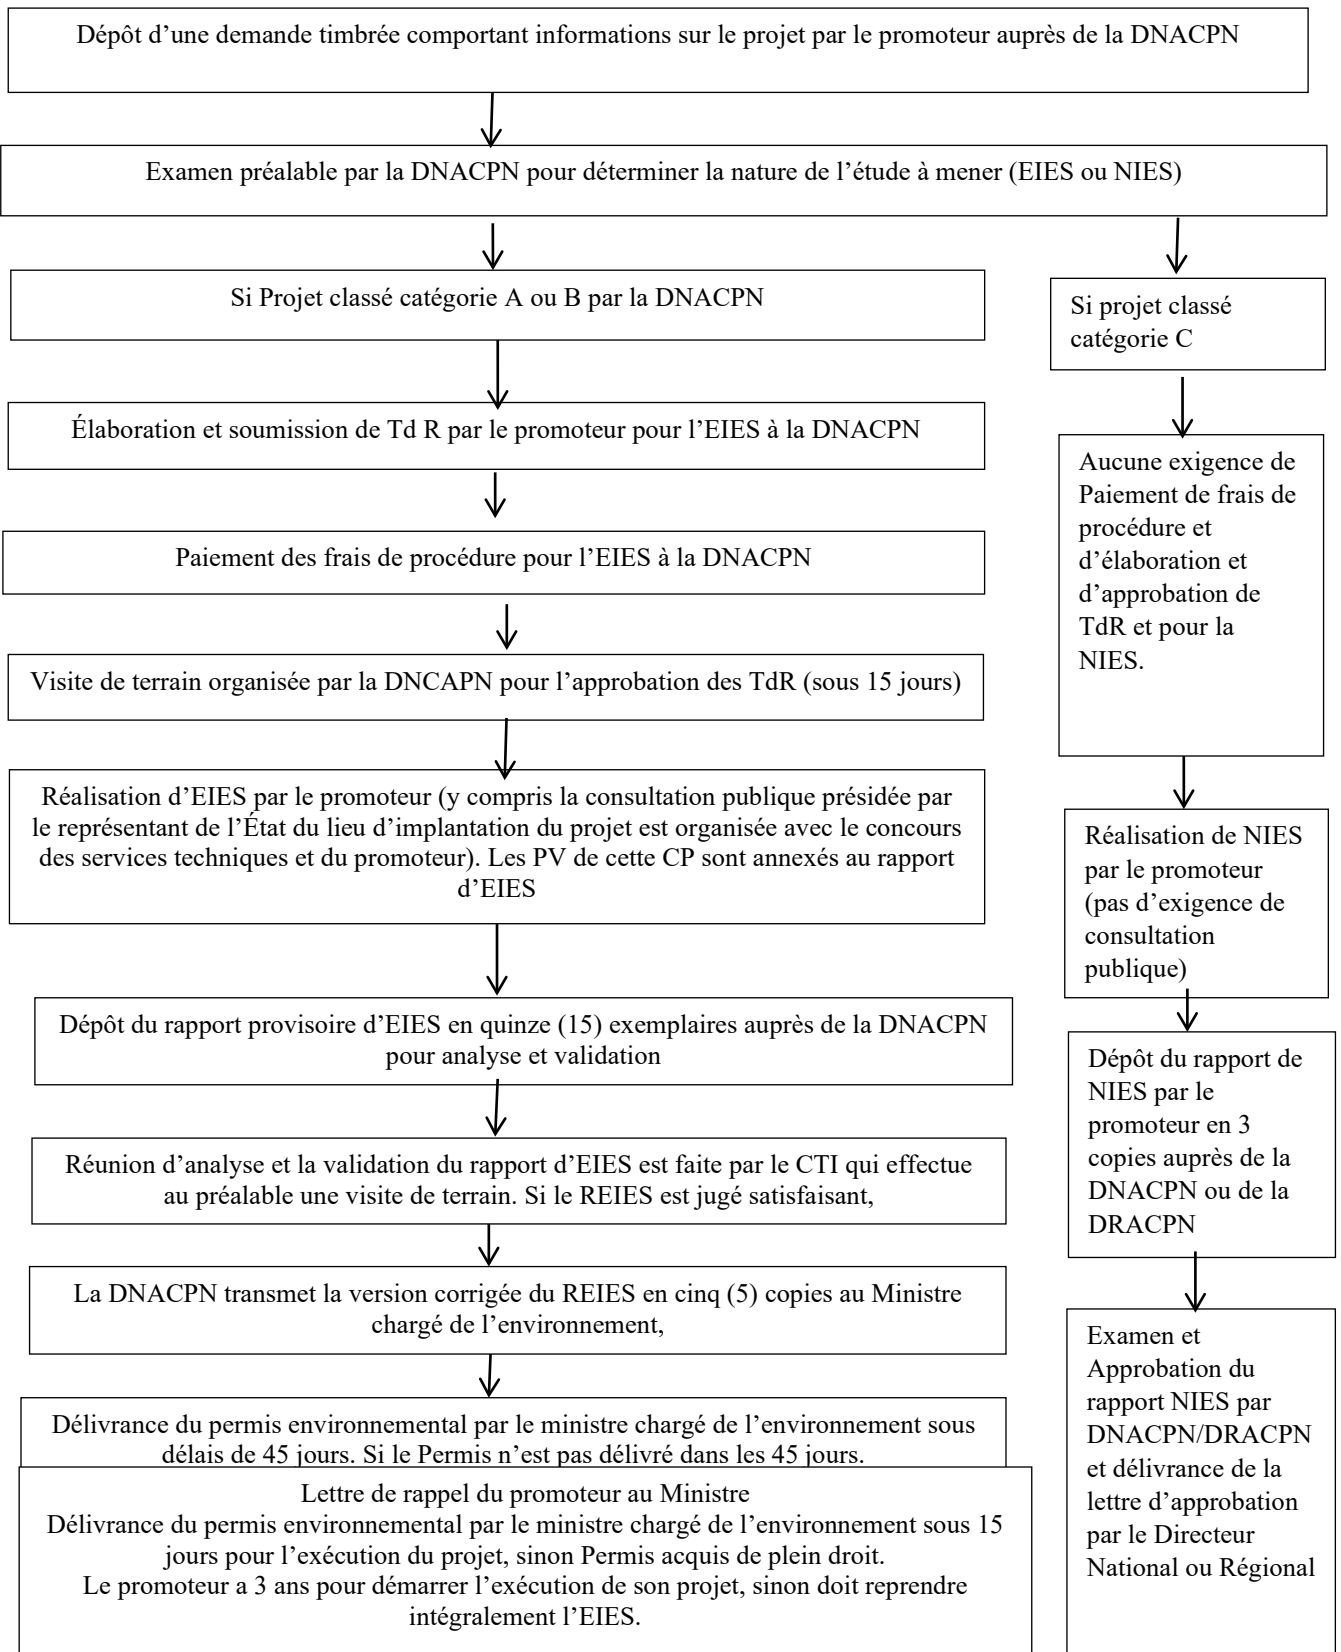 Dépôt d’une demande timbrée comportant informations sur le projet par le promoteur auprès de la DNACPN
Examen préalable par la DNACPN pour déterminer la nature de l’étude à mener (EIES ou NIES)
Si Projet classé catégorie A ou B par la DNACPN
Élaboration et soumission de Td R par le promoteur pour l’EIES à la DNACPN
Paiement des frais de procédure pour l’EIES à la DNACPN
Visite de terrain organisée par la DNCAPN pour l’approbation des TdR (sous 15 jours)
Réalisation d’EIES par le promoteur (y compris la consultation publique présidée par
le représentant de l’État du lieu d’implantation du projet est organisée avec le concours
des services techniques et du promoteur). Les PV de cette CP sont annexés au rapport
d’EIES
Dépôt du rapport provisoire d’EIES en quinze (15) exemplaires auprès de la DNACPN
pour analyse et validation
Réunion d’analyse et la validation du rapport d’EIES est faite par le CTI qui effectue
au préalable une visite de terrain. Si le REIES est jugé satisfaisant,
La DNACPN transmet la version corrigée du REIES en cinq (5) copies au Ministre
chargé de l’environnement,
Délivrance du permis environnemental par le ministre chargé de l’environnement sous
délais de 45 jours. Si le Permis n’est pas délivré dans les 45 jours.
Lettre de rappel du promoteur au Ministre
Délivrance du permis environnemental par le ministre chargé de l’environnement sous 15
jours pour l’exécution du projet, sinon Permis acquis de plein droit.
Le promoteur a 3 ans pour démarrer l’exécution de son projet, sinon doit reprendre
intégralement l’EIES.
Si projet classé
catégorie C
Aucune exigence de
Paiement de frais de
procédure et
d’élaboration et
d’approbation de
TdR et pour la
NIES.
Réalisation de NIES
par le promoteur
(pas d’exigence de
consultation
publique)
Dépôt du rapport de
NIES par le
promoteur en 3
copies auprès de la
DNACPN ou de la
DRACPN
Examen et
Approbation du
rapport NIES par
DNACPN/DRACPN
et délivrance de la
lettre d’approbation
par le Directeur
National ou Régional